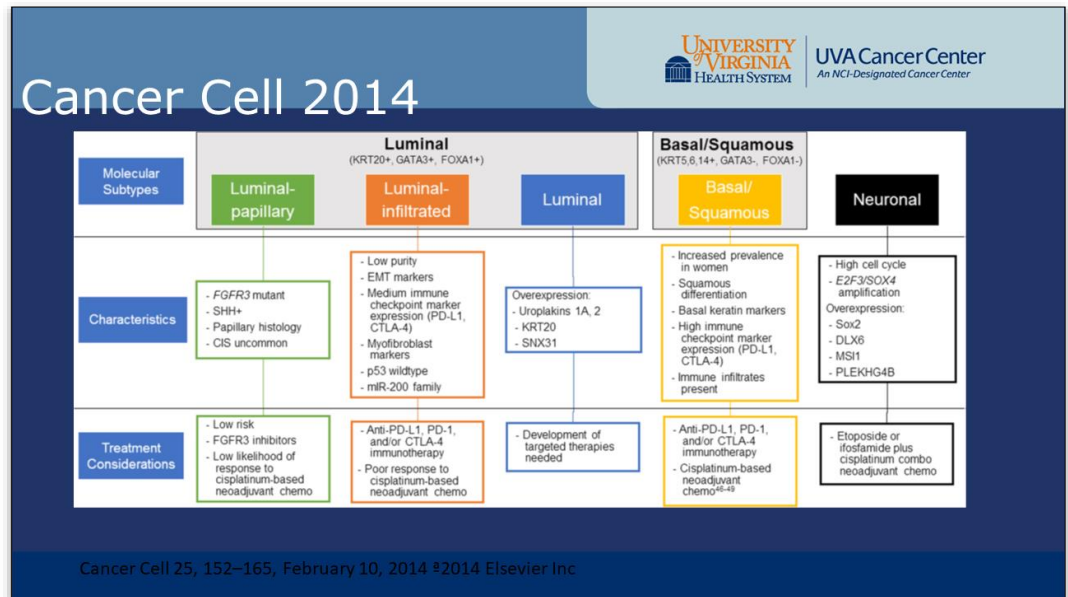 UNIVERSITY
of VIRGINIA
HEALTH SYSTEM
UVA Cancer Center
An NCI-Designated Cancer Center
Cancer Cell 2014
Molecular
Subtypes
Luminal
(KRT20+, GATA3+, FOXA1+)
Luminal-
papillary
Luminal-
infiltrated
Luminal
Basal/Squamous
(KRT5,6,14+, GATA3-, FOXA1-)
Basal/
Squamous
Neuronal
Characteristics
- FGFR3 mutant
- SHH+
- Papillary histology
- CIS uncommon
- Low purity
- EMT markers
- Medium immune
checkpoint marker
expression (PD-L1,
CTLA-4)
- Myofibroblast
markers
- p53 wildtype
- mIR-200 family
Overexpression:
- Uroplakins 1A, 2
- KRT20
- SNX31
- Increased prevalence
in women
- Squamous
differentiation
- Basal keratin markers
- High immune
checkpoint marker
expression (PD-L1,
CTLA-4)
- Immune infiltrates
present
- High cell cycle
- E2F3/SOX4
amplification
Overexpression:
- Sox2
- DLX6
- MSI1
- PLEKHG4B
Treatment
Considerations
- Low risk
- FGFR3 inhibitors
- Low likelihood of
response to
cisplatinum-based
neoadjuvant chemo
- Anti-PD-L1, PD-1,
and/or CTLA-4
immunotherapy
- Poor response to
cisplatinum-based
neoadjuvant chemo
- Development of
targeted therapies
needed
- Anti-PD-L1, PD-1,
and/or CTLA-4
immunotherapy
- Cisplatinum-based
neoadjuvant
chemo46-49
- Etoposide or
ifosfamide plus
cisplatinum combo
neoadjuvant chemo
Cancer Cell 25, 152–165, February 10, 2014 ª2014 Elsevier Inc